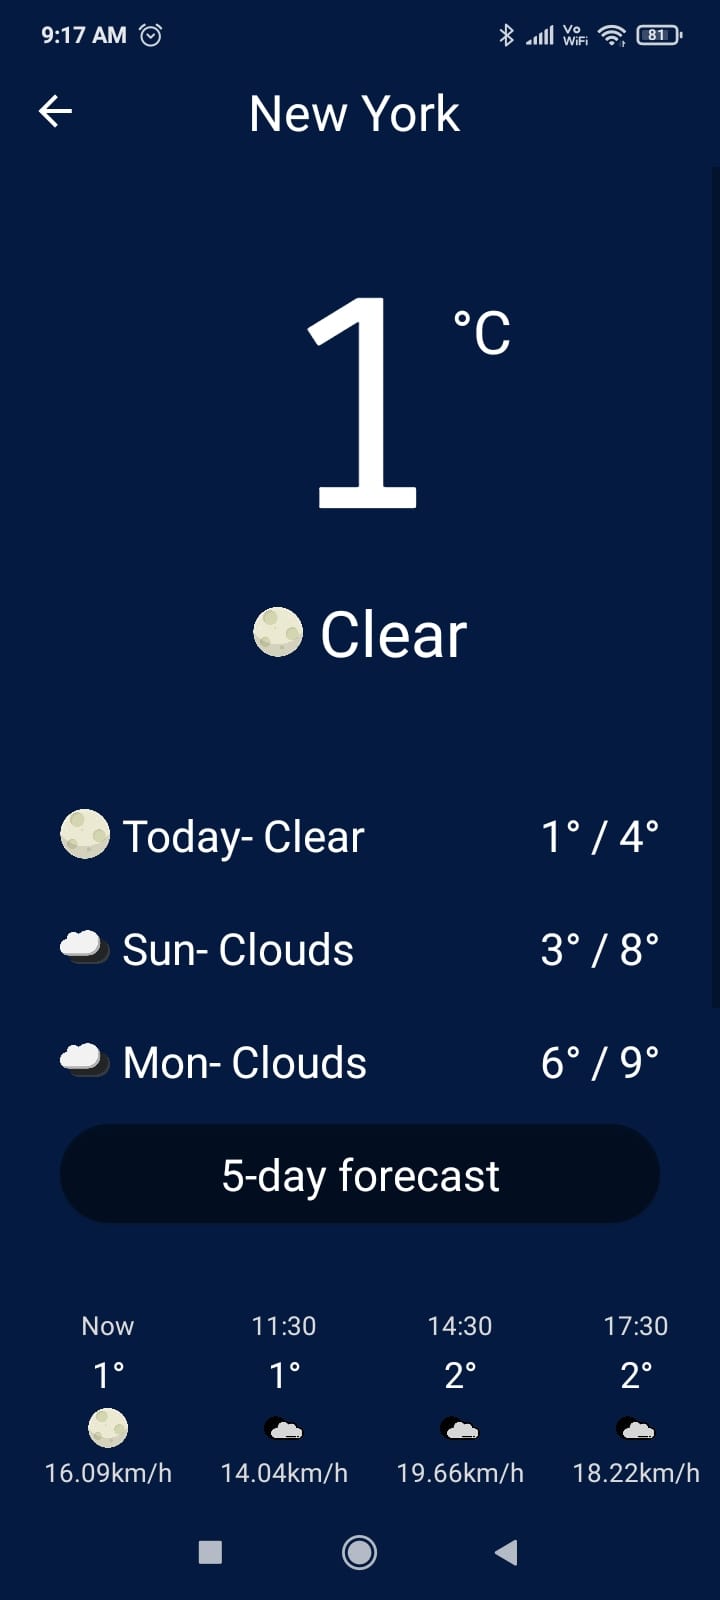 9:17 AM Vo WiFi 81
New York
1 °C
Clear
Today- Clear 1° / 4°
Sun- Clouds 3° / 8°
Mon- Clouds 6° / 9°
5-day forecast
Now 11:30 14:30 17:30
1° 1° 2° 2°
16.09km/h 14.04km/h 19.66km/h 18.22km/h